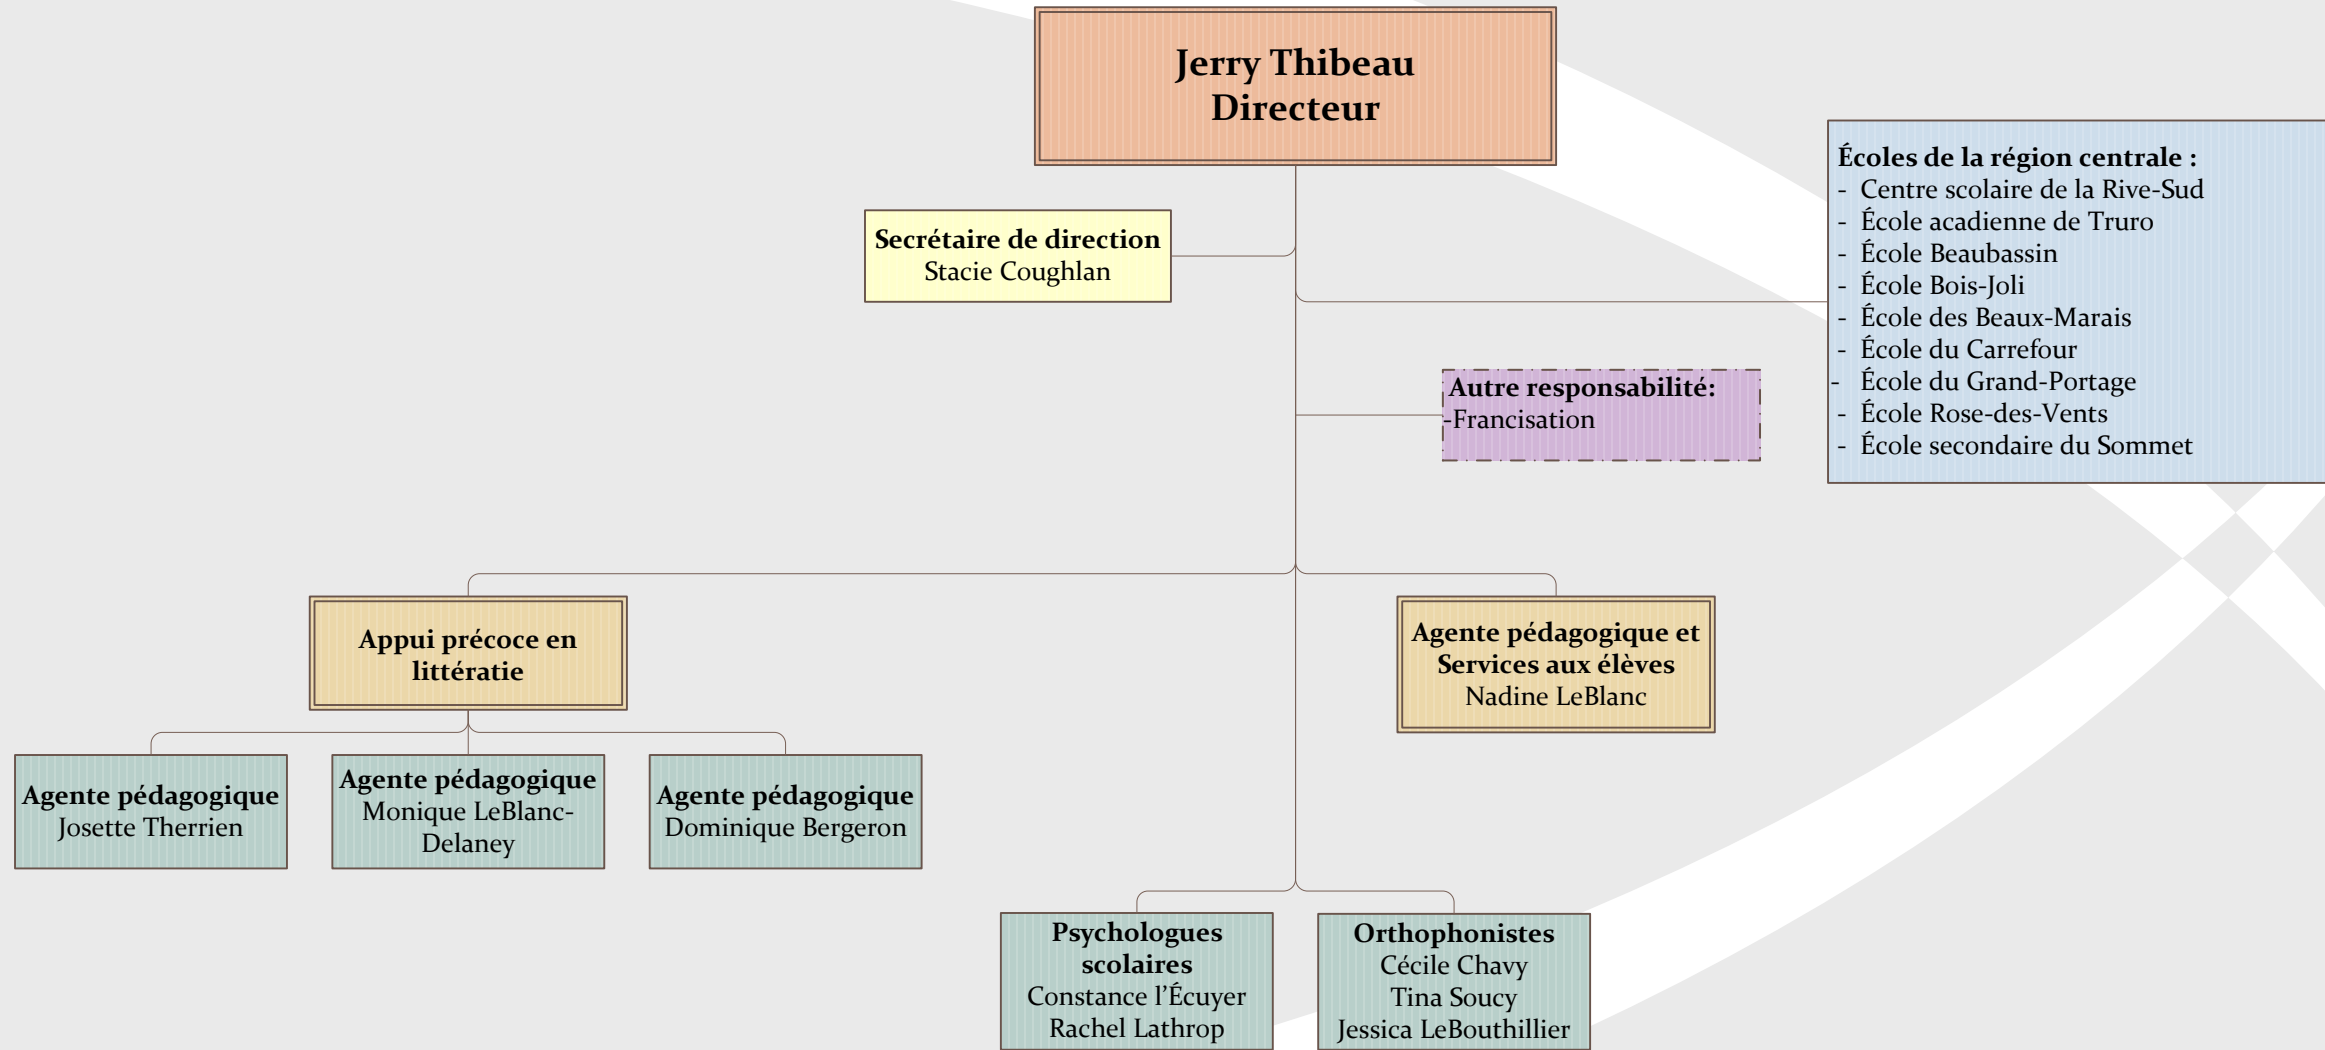 Jerry Thibeau
Directeur
Écoles de la région centrale :
- Centre scolaire de la Rive-Sud
- École acadienne de Truro
- École Beaubassin
- École Bois-Joli
- École des Beaux-Marais
- École du Carrefour
- École du Grand-Portage
- École Rose-des-Vents
- École secondaire du Sommet
Secrétaire de direction
Stacie Coughlan
Autre responsabilité:
-Francisation
Appui précoce en
littératie
Agente pédagogique et
Services aux élèves
Nadine LeBlanc
Agente pédagogique
Josette Therrien
Agente pédagogique
Monique LeBlanc-
Delaney
Agente pédagogique
Dominique Bergeron
Psychologues
scolaires
Constance l’Écuyer
Rachel Lathrop
Orthophonistes
Cécile Chavy
Tina Soucy
Jessica LeBouthillier